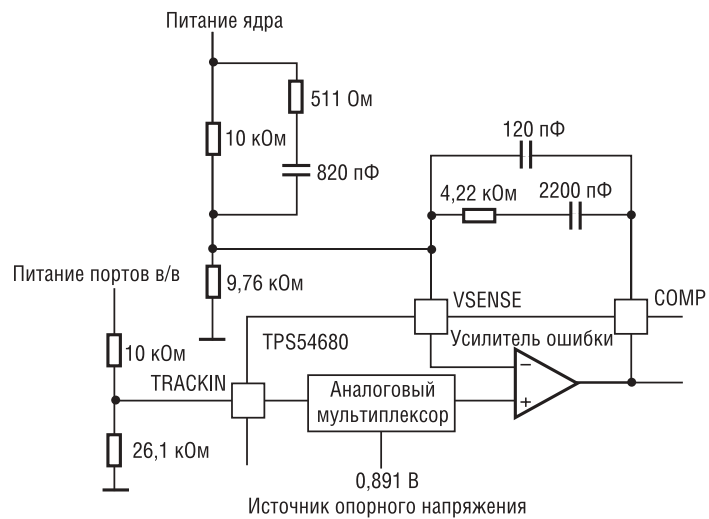 Питание ядра
511 Ом
10 кОм
820 пФ
120 пФ
4,22 кОм
2200 пФ
Питание портов в/в
9,76 кОм
VSENSE
COMP
TPS54680
Усилитель ошибки
10 кОм
TRACKIN
Аналоговый
мультиплексор
−
+
26,1 кОм
0,891 В
Источник опорного напряжения